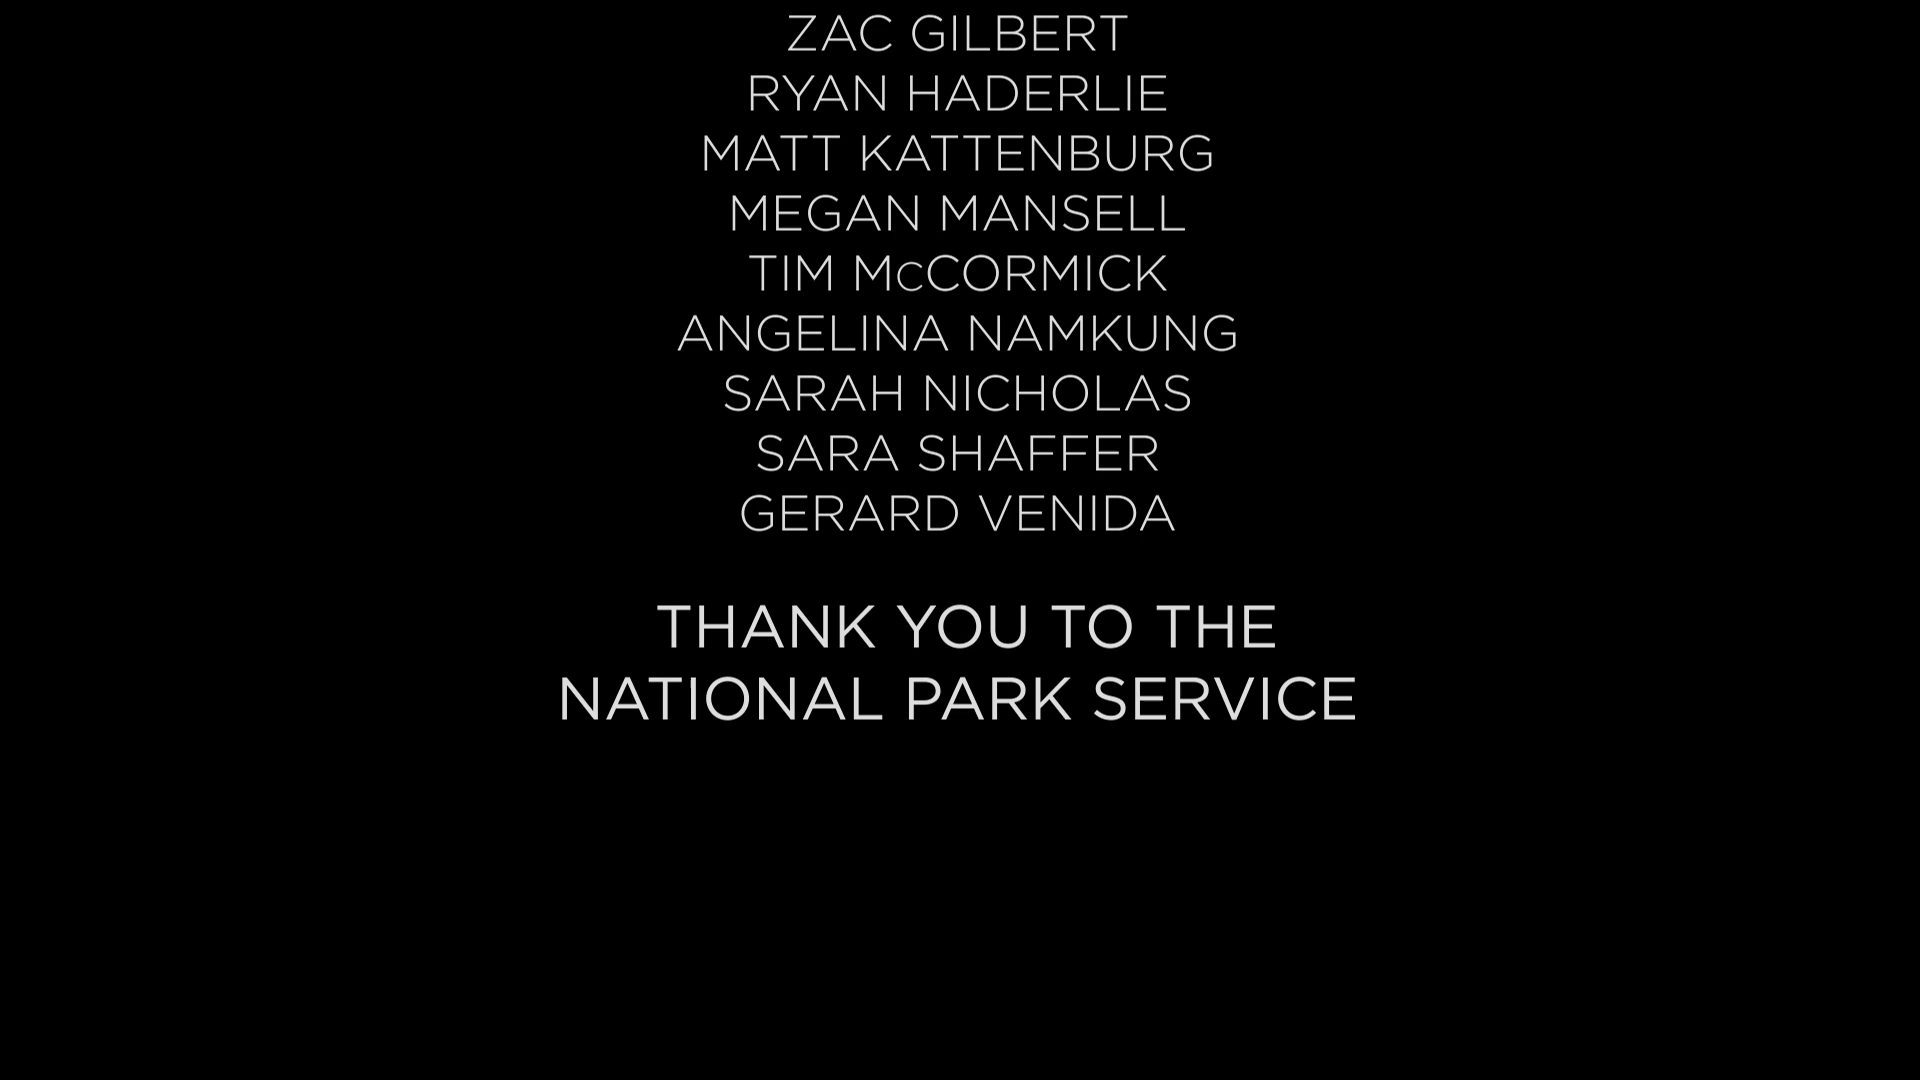 ZAC GILBERT
RYAN HADERLIE
MATT KATTENBURG
MEGAN MANSELL
TIM McCORMICK
ANGELINA NAMKUNG
SARAH NICHOLAS
SARA SHAFFER
GERARD VENIDA
THANK YOU TO THE
NATIONAL PARK SERVICE